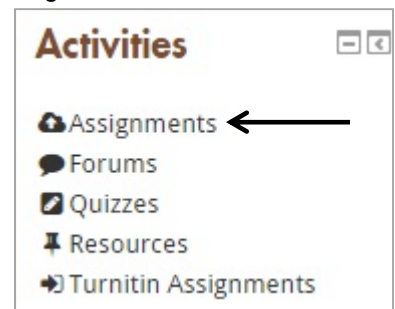 Activities
Assignments
Forums
Quizzes
Resources
Turnitin Assignments